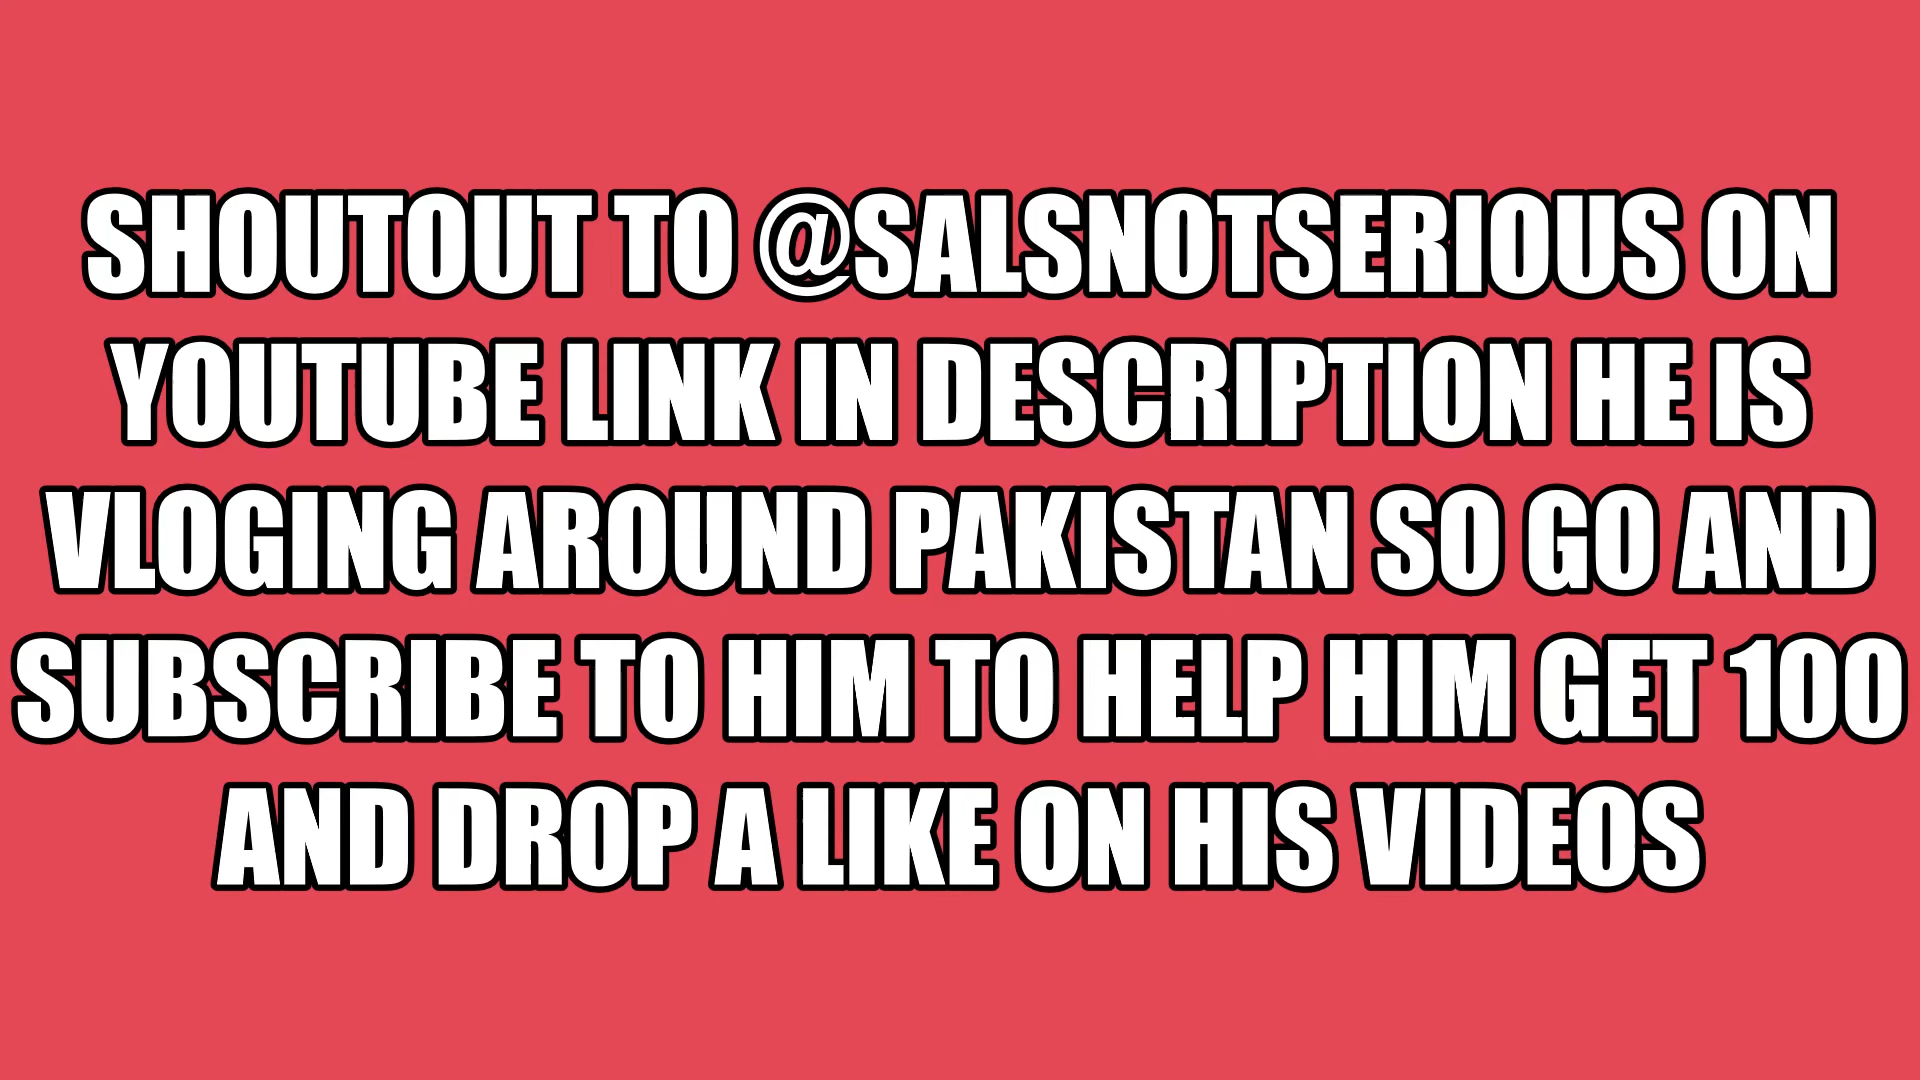 SHOUTOUT TO @SALSNOTSERIOUS ON
YOUTUBE LINK IN DESCRIPTION HE IS
VLOGING AROUND PAKISTAN SO GO AND
SUBSCRIBE TO HIM TO HELP HIM GET 100
AND DROP A LIKE ON HIS VIDEOS